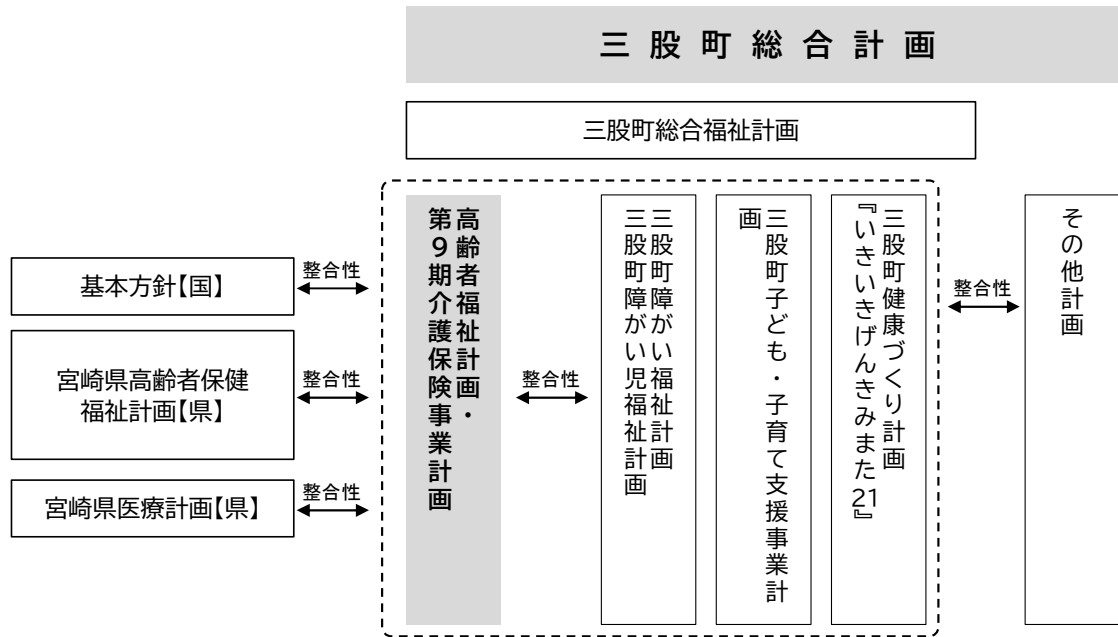 三股町総合計画
三股町総合福祉計画
基本方針【国】
整合性
宮崎県高齢者保健
福祉計画【県】
整合性
宮崎県医療計画【県】
整合性
高齢者福祉計画・
第９期介護保険事業計画
整合性
三股町障がい福祉計画
三股町障がい児福祉計画
三股町子ども・子育て支援事業計
画
三股町健康づくり計画
『いきいきげんきみまた21』
整合性
その他計画